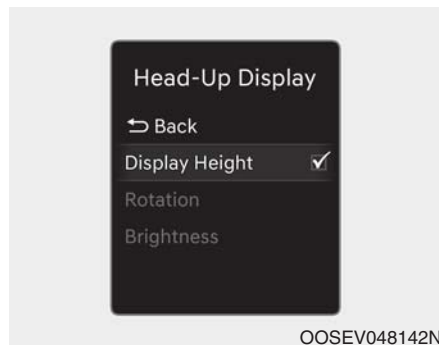 Head-Up Display
Back
Display Height
Rotation
Brightness
OOSEV048142N